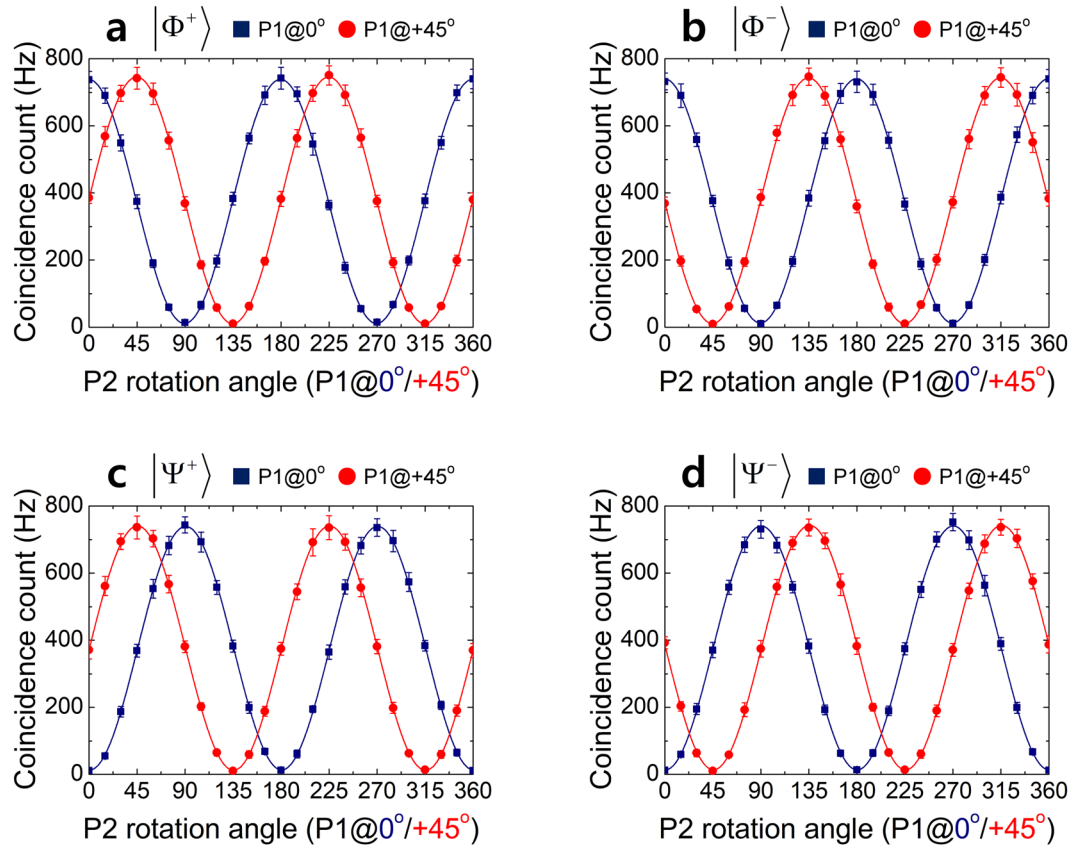 a |Φ⁺⟩ P1@0° P1@+45°
Coincidence count (Hz)
800
600
400
200
0
0 45 90 135 180 225 270 315 360
P2 rotation angle (P1@0°/+45°)
b |Φ⁻⟩ P1@0° P1@+45°
Coincidence count (Hz)
800
600
400
200
0
0 45 90 135 180 225 270 315 360
P2 rotation angle (P1@0°/+45°)
c |Ψ⁺⟩ P1@0° P1@+45°
Coincidence count (Hz)
800
600
400
200
0
0 45 90 135 180 225 270 315 360
P2 rotation angle (P1@0°/+45°)
d |Ψ⁻⟩ P1@0° P1@+45°
Coincidence count (Hz)
800
600
400
200
0
0 45 90 135 180 225 270 315 360
P2 rotation angle (P1@0°/+45°)